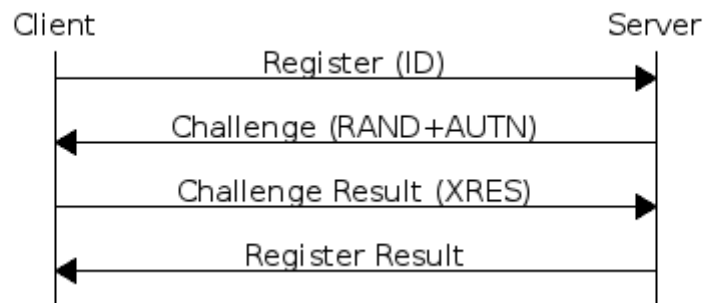 Client Server
Register (ID)
Challenge (RAND+AUTN)
Challenge Result (XRES)
Register Result